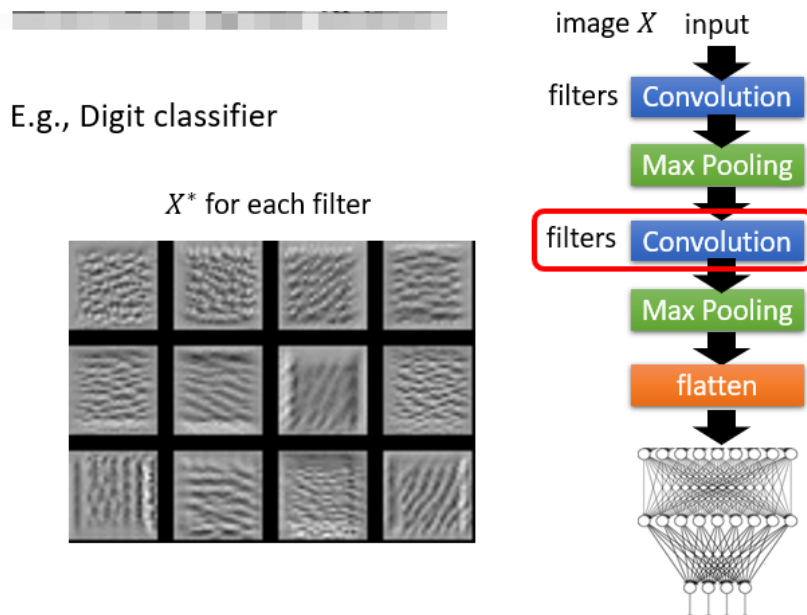 image X input
filters Convolution
Max Pooling
filters Convolution
Max Pooling
flatten
E.g., Digit classifier
X* for each filter